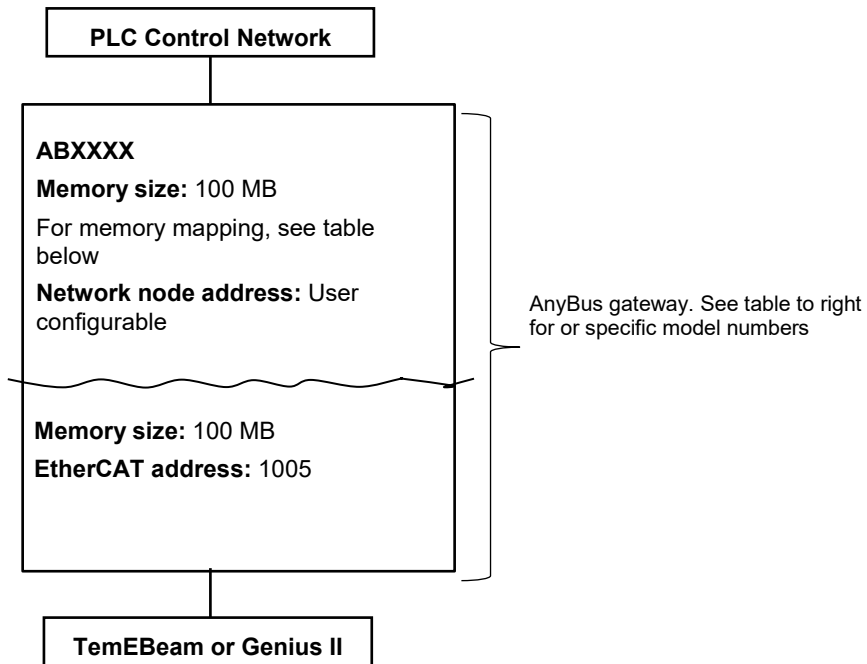 PLC Control Network
ABXXXX
Memory size: 100 MB
For memory mapping, see table
below
Network node address: User
configurable
AnyBus gateway. See table to right
for or specific model numbers
Memory size: 100 MB
EtherCAT address: 1005
TemEBeam or Genius II